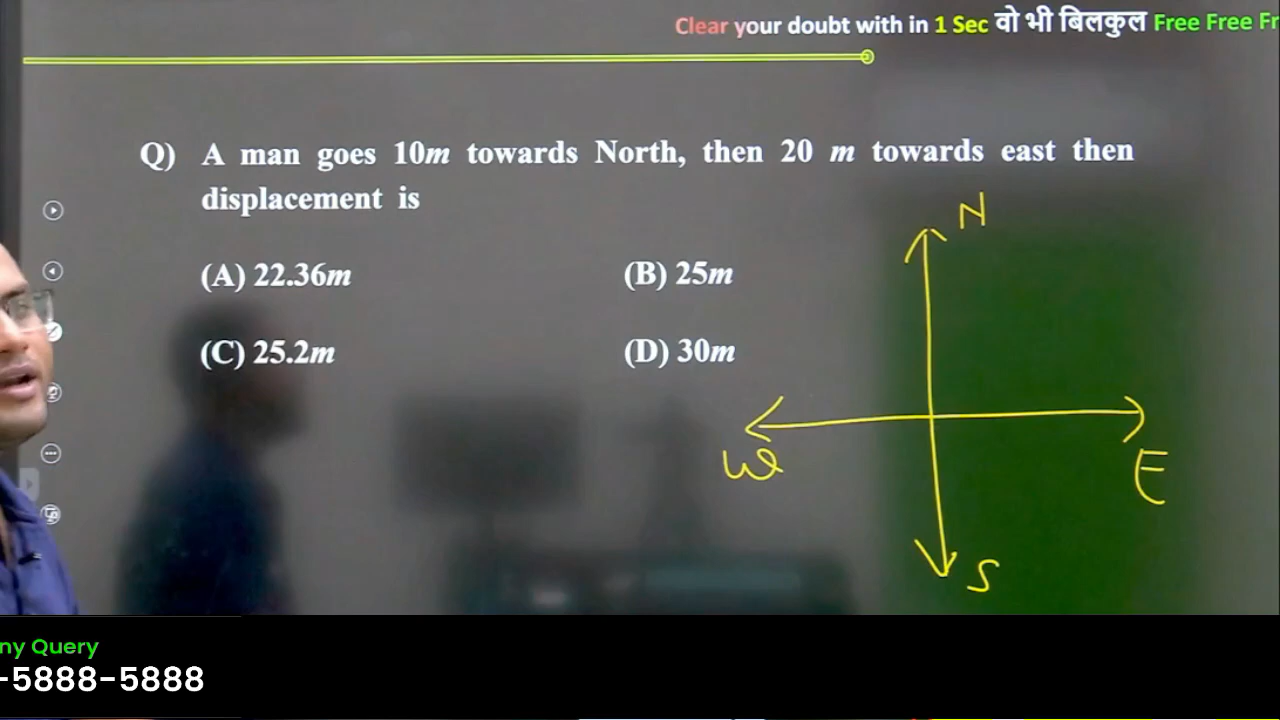 Clear your doubt with in 1 Sec वो भी बिलकुल Free Free Fr
Q) A man goes 10m towards North, then 20 m towards east then
displacement is
(A) 22.36m (B) 25m
(C) 25.2m (D) 30m
N
W E
S
ny Query
-5888-5888